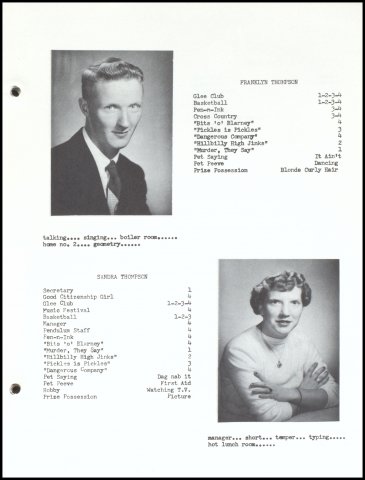 FRANKLYN THOMPSON
Glee Club 1-2-3-4
Basketball 1-2-3-4
Pen-n-Ink 3-4
Cross Country 3-4
"Bits 'o' Blarney" 4
"Pickles is Pickles" 3
"Dangerous Company" 4
"Hillbilly High Jinks" 2
"Murder, They Say" 1
Pet Saying It Ain't
Pet Peeve Dancing
Prize Possession Blonde Curly Hair
talking.... singing... boiler room......
home no. 2.... geometry......
SANDRA THOMPSON
Secretary 1
Good Citizenship Girl 4
Glee Club 1-2-3-4
Music Festival 4
Basketball 1-2-3
Manager 4
Pendulum Staff 4
Pen-n-Ink 4
"Bits 'o' Blarney" 4
"Murder, They Say" 1
"Hillbilly High Jinks" 2
"Pickles is Pickles" 3
"Dangerous Company" 4
Pet Saying Dag nab it
Pet Peeve First Aid
Hobby Watching T.V.
Prize Possession Picture
manager... short... temper... typing.....
hot lunch room......